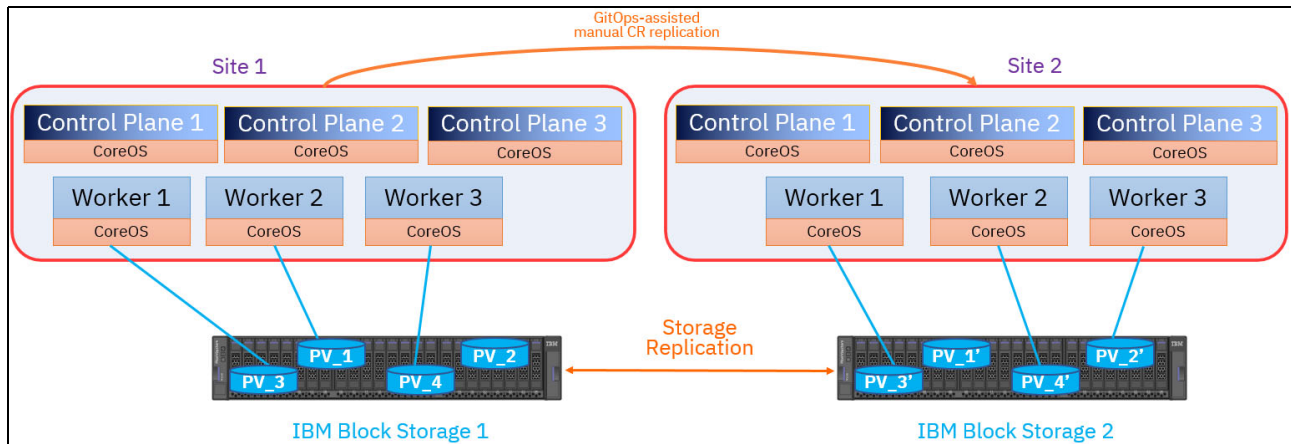 GitOps-assisted
manual CR replication
Site 1
Site 2
Control Plane 1
Control Plane 2
Control Plane 3
CoreOS
CoreOS
CoreOS
Worker 1
Worker 2
Worker 3
CoreOS
CoreOS
CoreOS
Control Plane 1
Control Plane 2
Control Plane 3
CoreOS
CoreOS
CoreOS
Worker 1
Worker 2
Worker 3
CoreOS
CoreOS
CoreOS
Storage
Replication
PV_1
PV_2
PV_3
PV_4
IBM
PV_1’
PV_2’
PV_3’
PV_4’
IBM
IBM Block Storage 1
IBM Block Storage 2